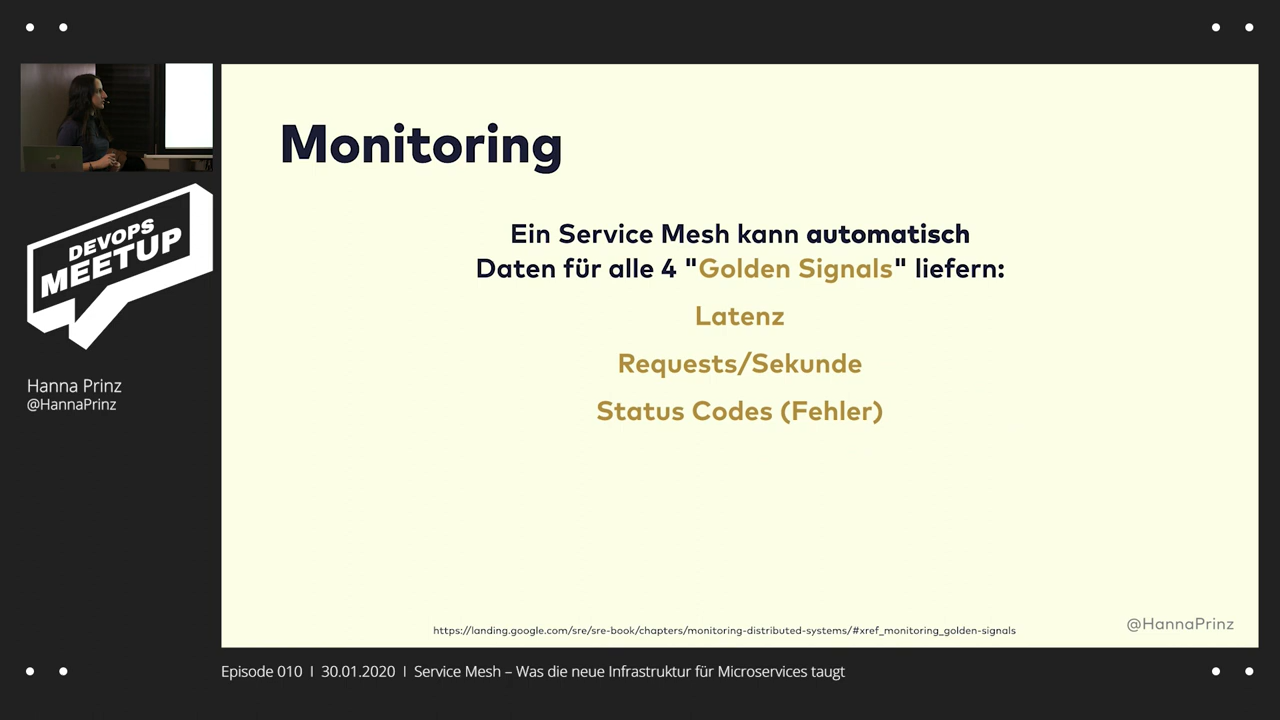 DEVOPS
MEETUP
Hanna Prinz
@HannaPrinz
Monitoring
Ein Service Mesh kann automatisch
Daten für alle 4 "Golden Signals" liefern:
Latenz
Requests/Sekunde
Status Codes (Fehler)
https://landing.google.com/sre/sre-book/chapters/monitoring-distributed-systems/#xref_monitoring_golden-signals
@HannaPrinz
Episode 010 | 30.01.2020 | Service Mesh – Was die neue Infrastruktur für Microservices taugt